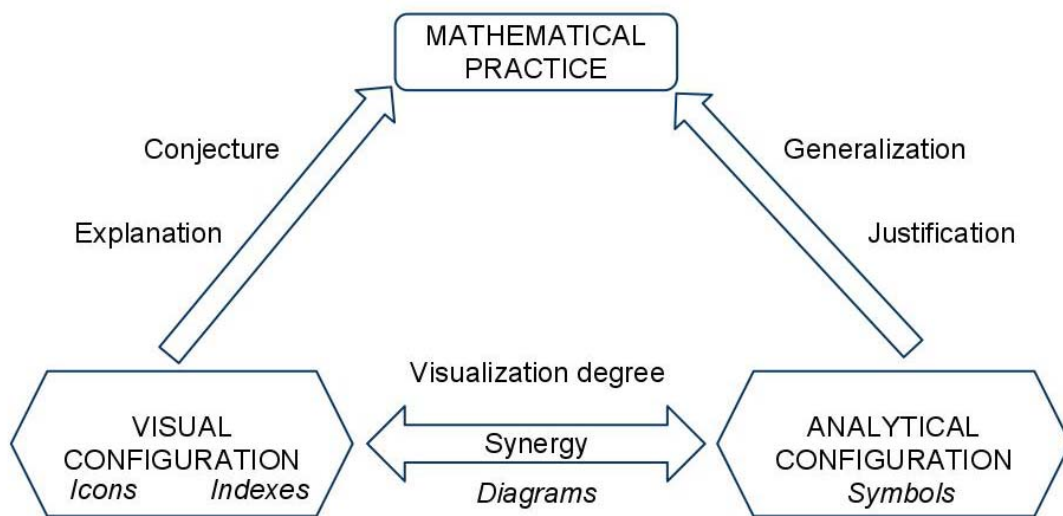 MATHEMATICAL
PRACTICE
Conjecture
Generalization
Explanation
Justification
Visualization degree
VISUAL
CONFIGURATION
Icons Indexes
Synergy
Diagrams
ANALYTICAL
CONFIGURATION
Symbols